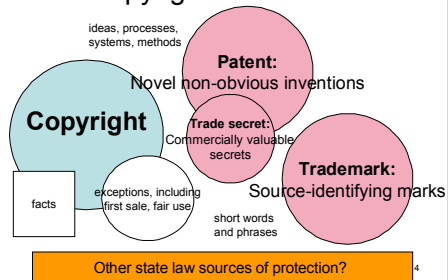 ideas, processes,
systems, methods
Patent:
Novel non-obvious inventions
Copyright
Trade secret:
Commercially valuable
secrets
Trademark:
Source-identifying marks
facts
exceptions, including
first sale, fair use
short words
and phrases
Other state law sources of protection?
4